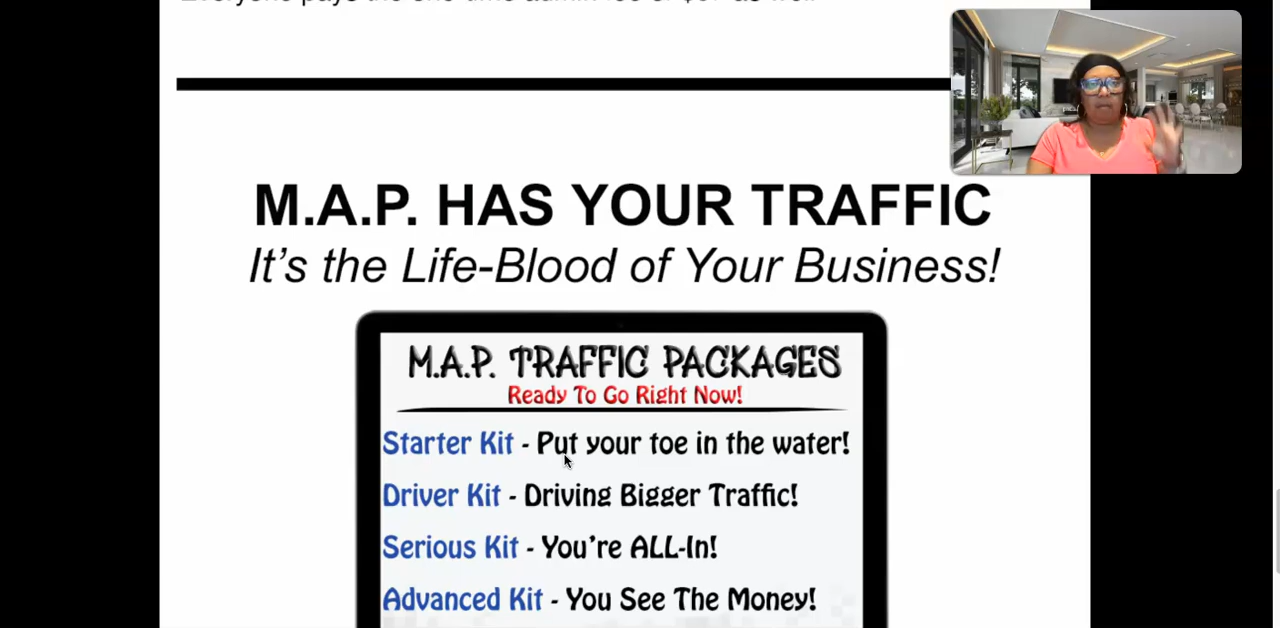 M.A.P. HAS YOUR TRAFFIC
It's the Life-Blood of Your Business!
M.A.P. TRAFFIC PACKAGES
Ready To Go Right Now!
Starter Kit - Put your toe in the water!
Driver Kit - Driving Bigger Traffic!
Serious Kit - You're ALL-In!
Advanced Kit - You See The Money!